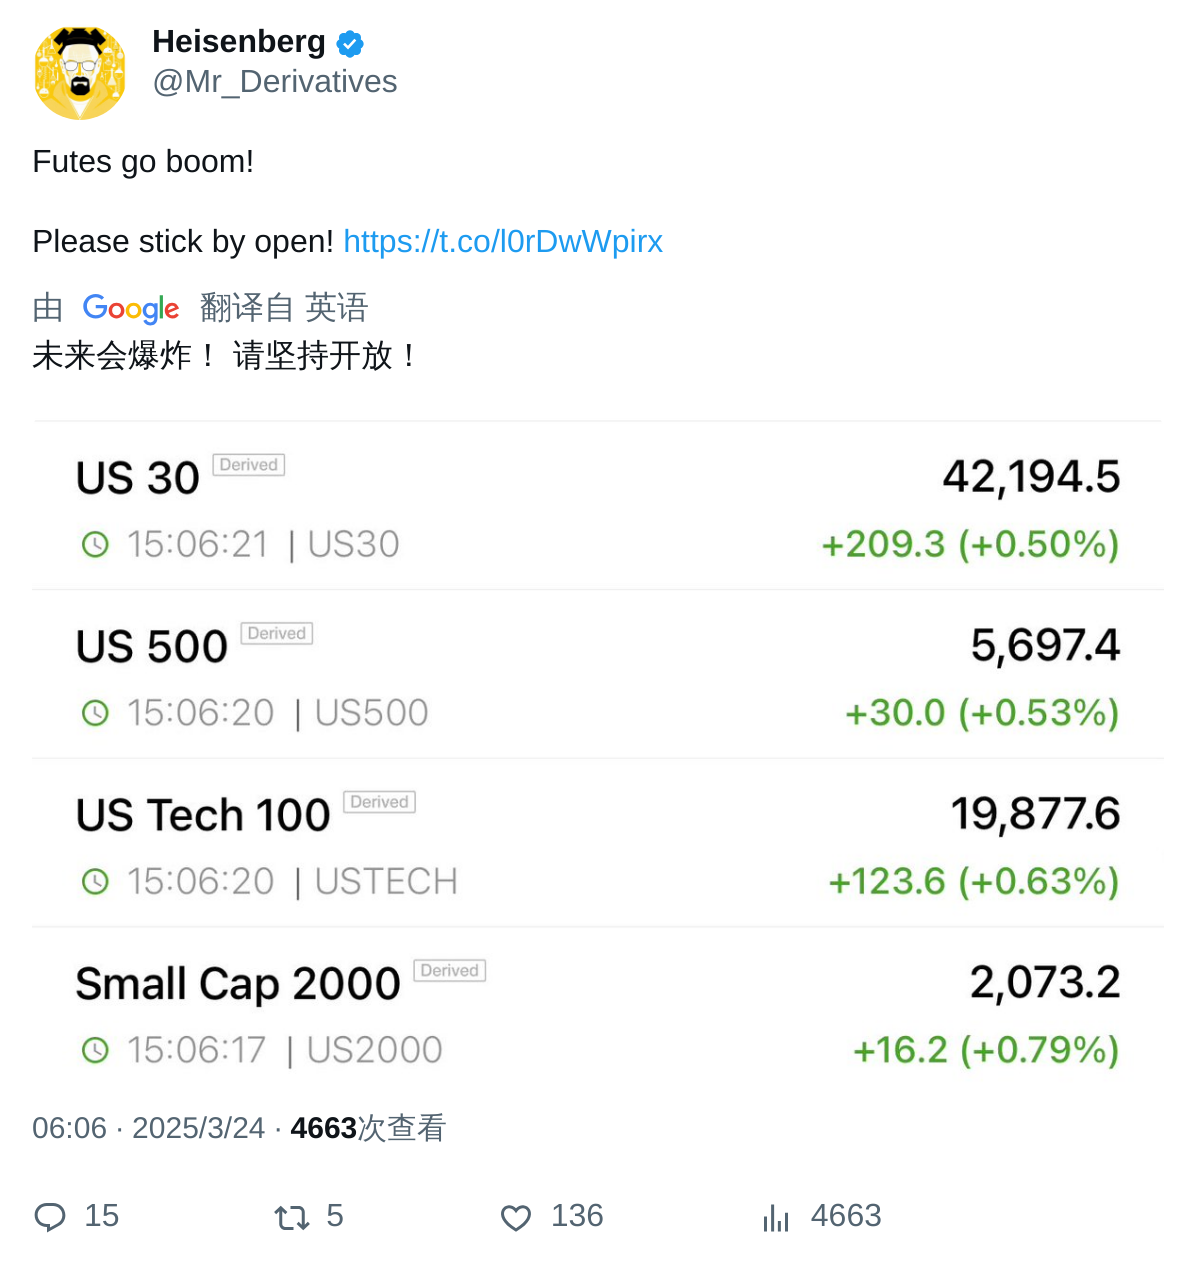 Heisenberg
@Mr_Derivatives
Futes go boom!
Please stick by open! https://t.co/l0rDwWpirx
由 Google 翻译自 英语
未来会爆炸！ 请坚持开放！
US 30 Derived 42,194.5
15:06:21 | US30 +209.3 (+0.50%)
US 500 Derived 5,697.4
15:06:20 | US500 +30.0 (+0.53%)
US Tech 100 Derived 19,877.6
15:06:20 | USTECH +123.6 (+0.63%)
Small Cap 2000 Derived 2,073.2
15:06:17 | US2000 +16.2 (+0.79%)
06:06 · 2025/3/24 · 4663次查看
15 5 136 4663